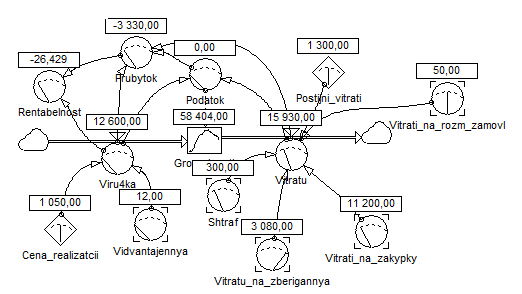 -3 330,00
-26,429
0,00
1 300,00
50,00
Prubytok
Podatok
Postijni_vitrati
Rentabelnost
12 600,00
58 404,00
15 930,00
Vitrati_na_rozm_zamovl
Viru4ka
Gro
300,00
Vitratu
1 050,00
12,00
Shtraf
3 080,00
11 200,00
Cena_realizatcii
Vidvantajennya
Vitrati_na_zakypky
Vitratu_na_zberigannya